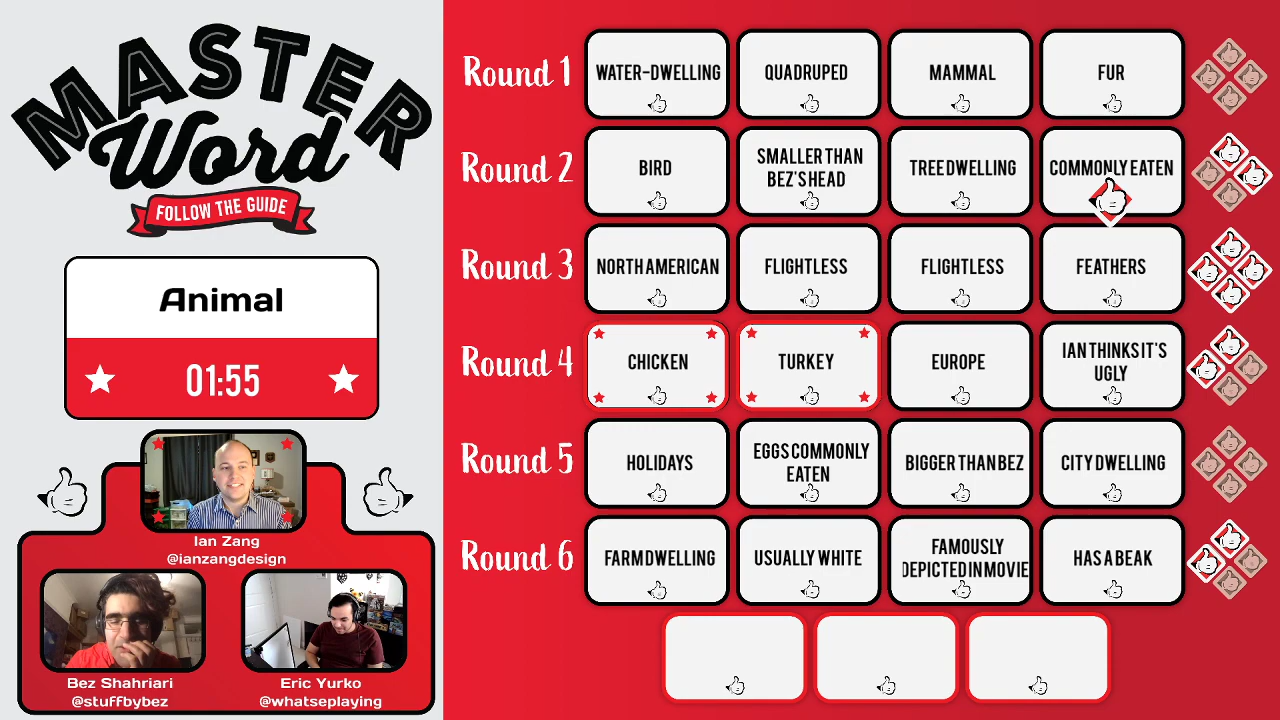 MASTER
Word
FOLLOW THE GUIDE
Animal
01:55
Ian Zang
@ianzangdesign
Bez Shahriari
@stuffbybez
Eric Yurko
@whatseplaying
Round 1
WATER-DWELLING
QUADRUPED
MAMMAL
FUR
Round 2
BIRD
SMALLER THAN
BEZ'S HEAD
TREE DWELLING
COMMONLY EATEN
Round 3
NORTH AMERICAN
FLIGHTLESS
FLIGHTLESS
FEATHERS
Round 4
CHICKEN
TURKEY
EUROPE
IAN THINKS IT'S
UGLY
Round 5
HOLIDAYS
EGGS COMMONLY
EATEN
BIGGER THAN BEZ
CITY DWELLING
Round 6
FARM DWELLING
USUALLY WHITE
FAMOUSLY
DEPICTED IN MOVIE
HAS A BEAK